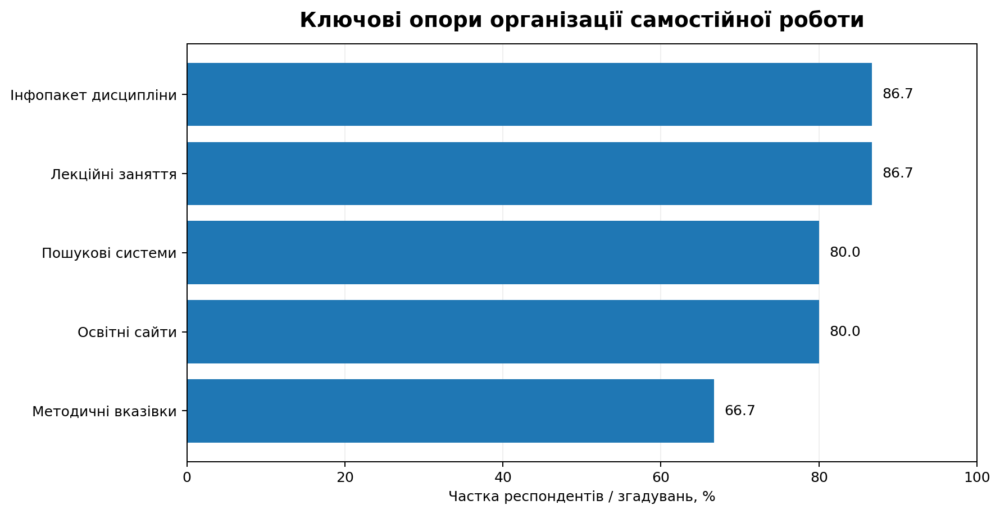 Ключові опори організації самостійної роботи
Інфопакет дисципліни 86.7
Лекційні заняття 86.7
Пошукові системи 80.0
Освітні сайти 80.0
Методичні вказівки 66.7
0 20 40 60 80 100
Частка респондентів / згадувань, %